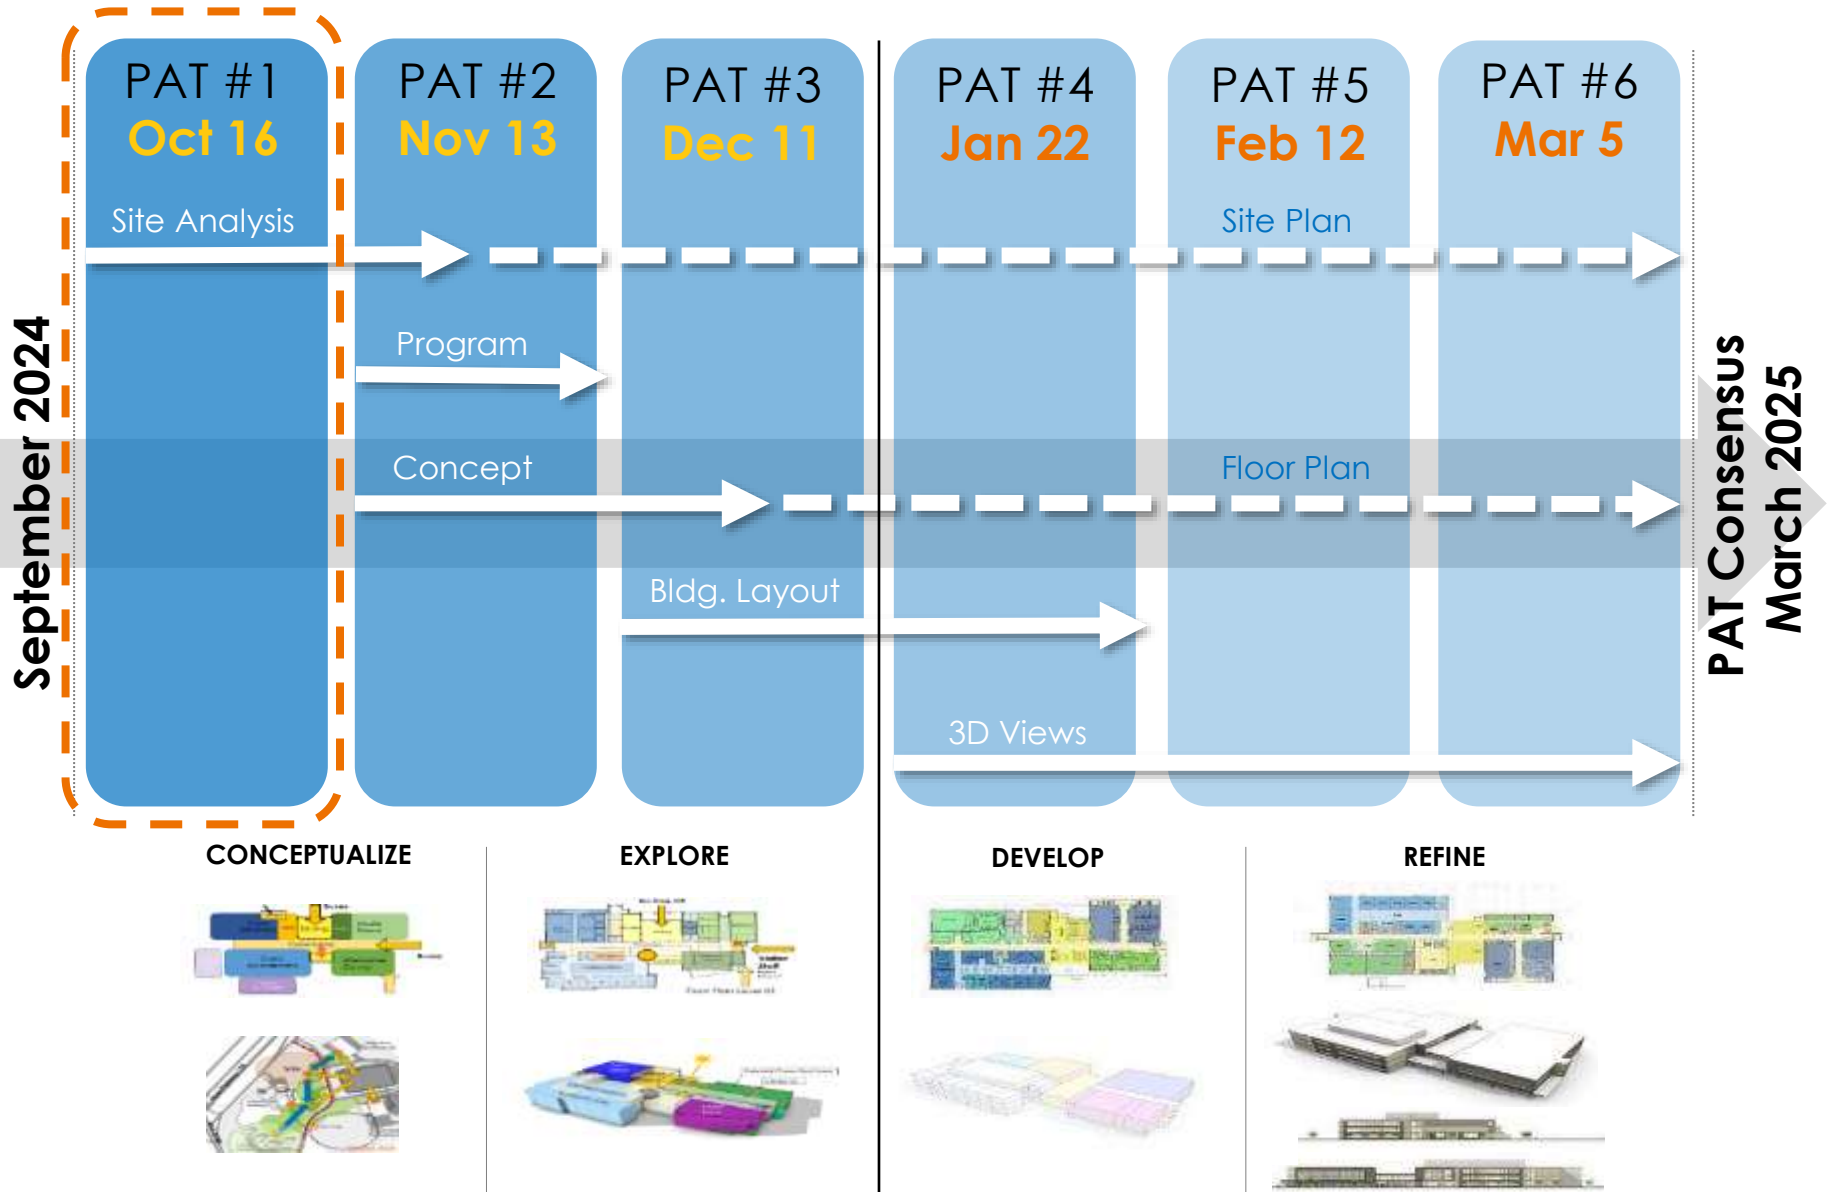 PAT #1
Oct 16
PAT #2
Nov 13
PAT #3
Dec 11
PAT #4
Jan 22
PAT #5
Feb 12
PAT #6
Mar 5
Site Analysis
Site Plan
Program
Concept
Floor Plan
Bldg. Layout
3D Views
September 2024
PAT Consensus
March 2025
CONCEPTUALIZE
EXPLORE
DEVELOP
REFINE